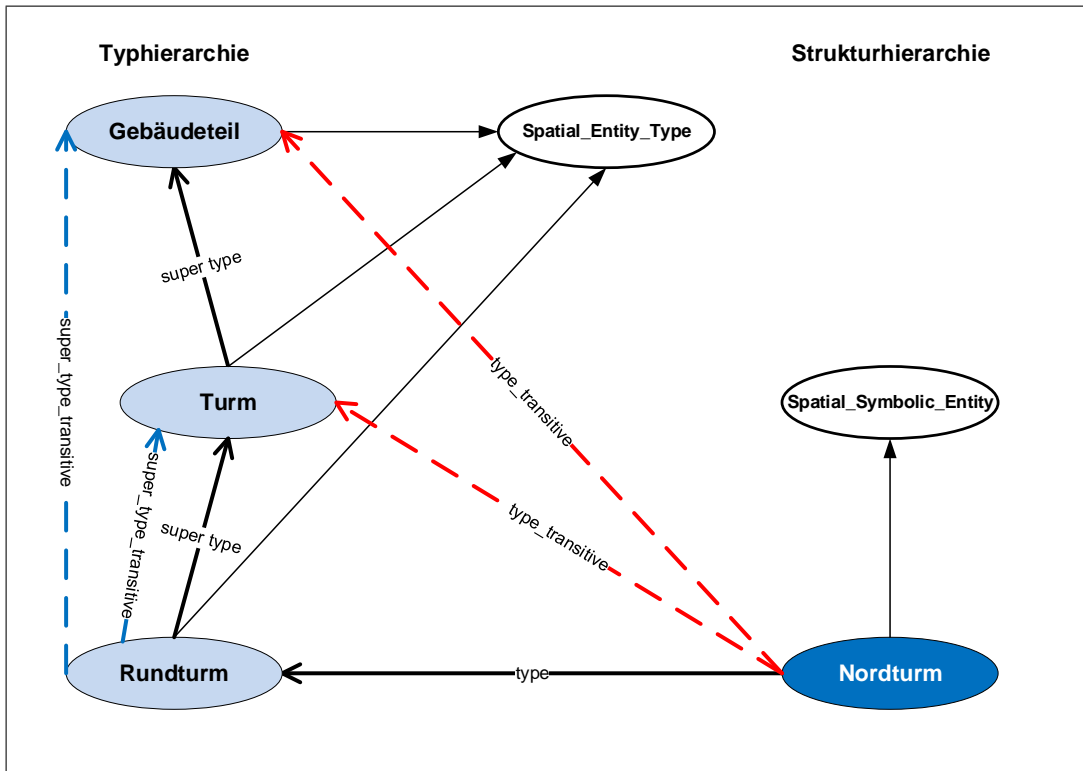 Typhierarchie
Strukturhierarchie
Gebäudeteil
Spatial_Entity_Type
super type
super_type_transitive
type_transitive
Turm
Spatial_Symbolic_Entity
super_type_transitive
super type
type_transitive
Rundturm
type
Nordturm